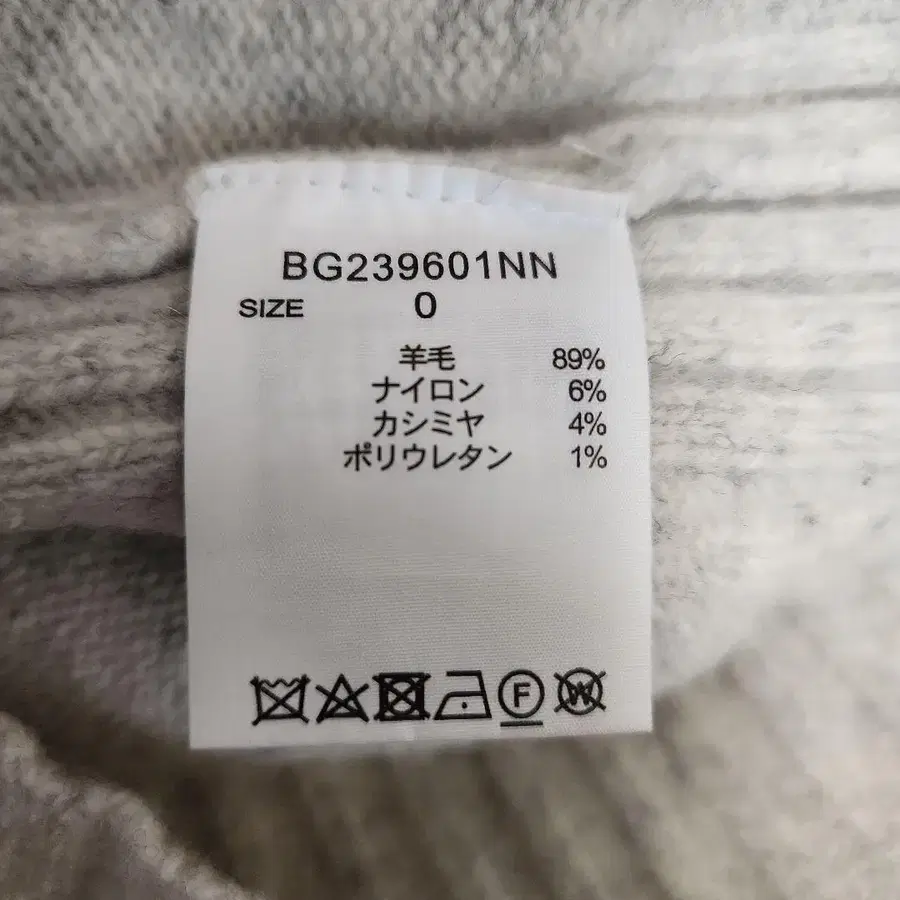 BG239601NN
SIZE 0
羊毛 89%
ナイロン 6%
カシミヤ 4%
ポリウレタン 1%
F W